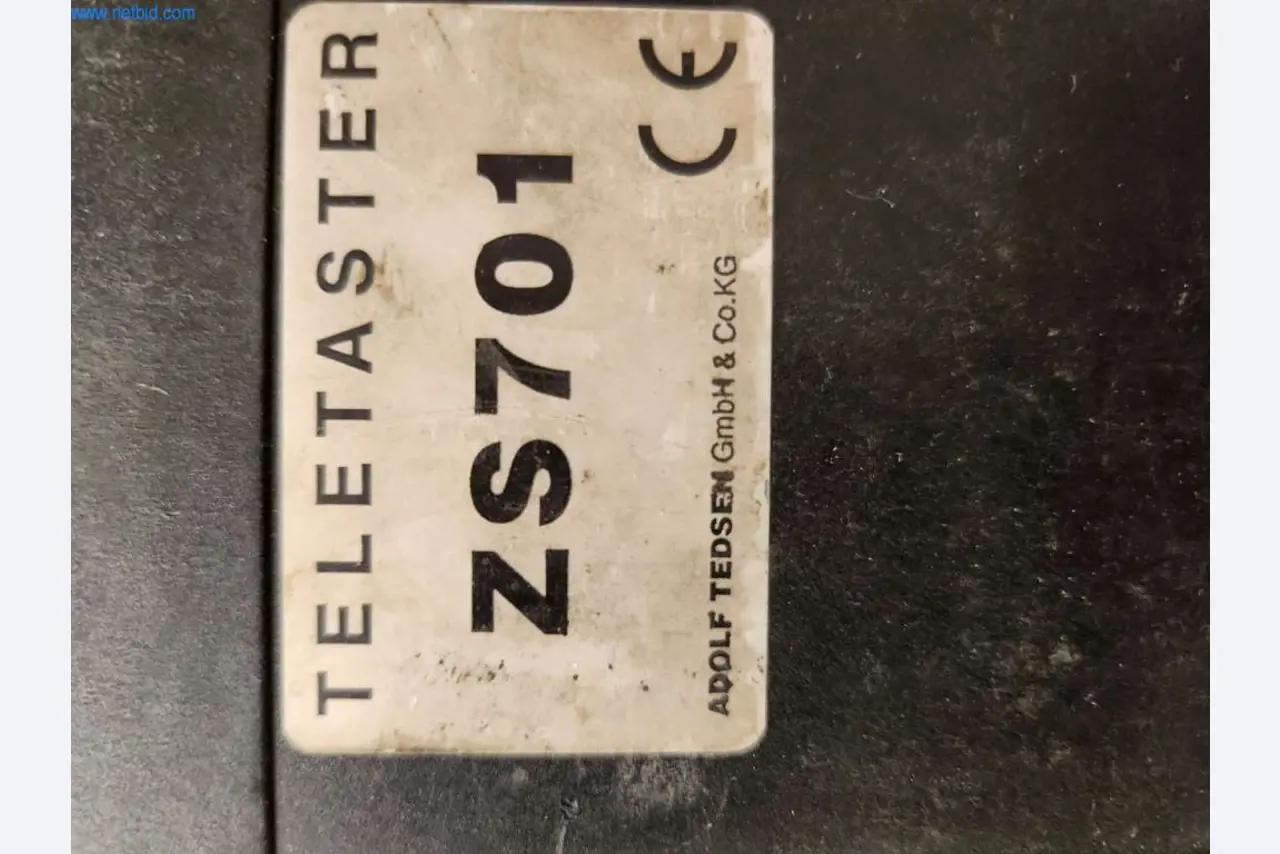 www.netbid.com
TELETASTER
ZS701
ADOLF TEDSEN GmbH & Co.KG
CE